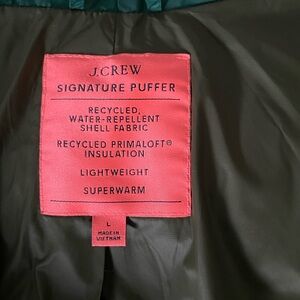 J.CREW
SIGNATURE PUFFER
RECYCLED,
WATER-REPELLENT
SHELL FABRIC
RECYCLED PRIMALOFT®
INSULATION
LIGHTWEIGHT
SUPERWARM
L
MADE IN
VIETNAM